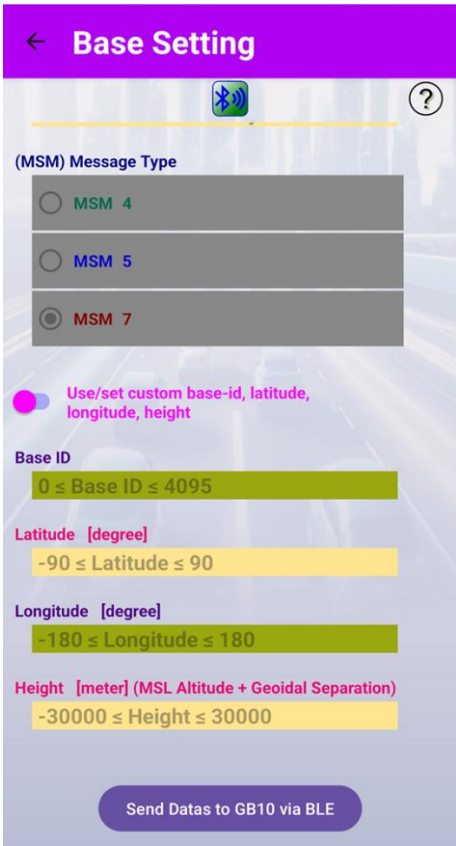 Base Setting
?
(MSM) Message Type
MSM 4
MSM 5
MSM 7
Use/set custom base-id, latitude,
longitude, height
Base ID
0 ≤ Base ID ≤ 4095
Latitude [degree]
-90 ≤ Latitude ≤ 90
Longitude [degree]
-180 ≤ Longitude ≤ 180
Height [meter] (MSL Altitude + Geoidal Separation)
-30000 ≤ Height ≤ 30000
Send Datas to GB10 via BLE